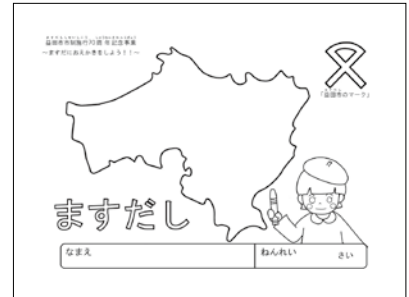 益田市市制施行70周年記念事業
～ますだにおえかきをしよう！！～
「益田市のマーク」
ますだし
なまえ
ねんれい
さい